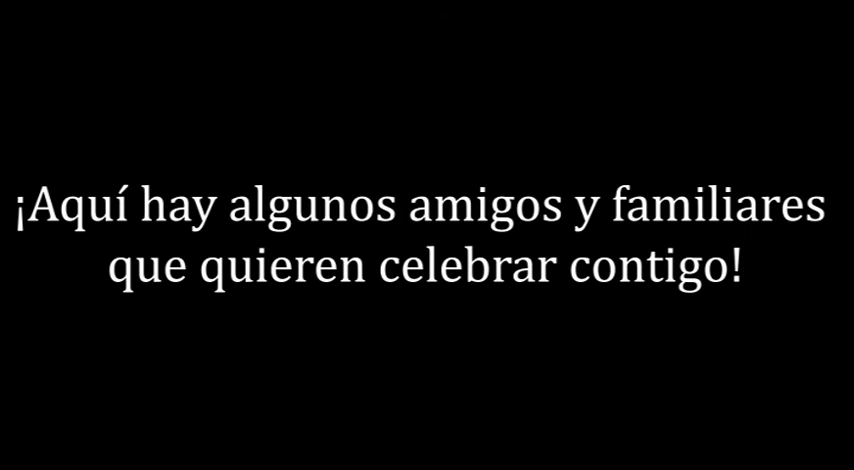 ¡Aquí hay algunos amigos y familiares
que quieren celebrar contigo!